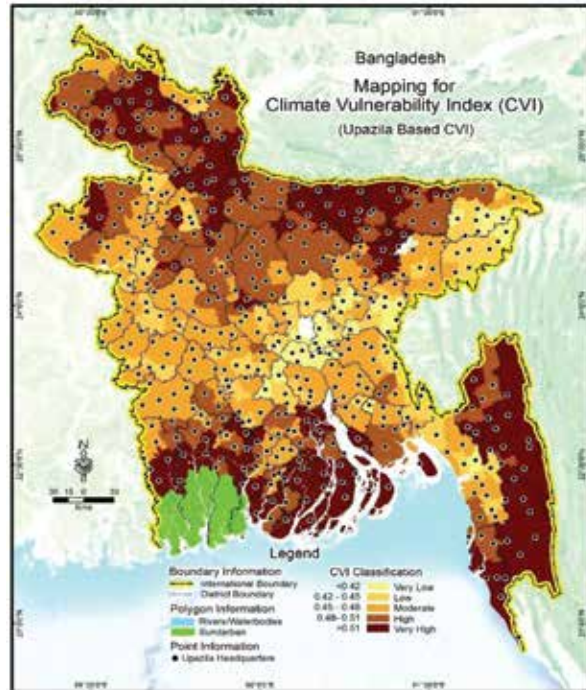 Bangladesh
Mapping for
Climate Vulnerability Index (CVI)
(Upazila Based CVI)
Legend
Boundary Information
International Boundary
District Boundary
Polygon Information
Rivers/Waterbodies
Sundarban
Point Information
Upazila Headquarters
CVI Classification
<0.42 Very Low
0.42 - 0.45 Low
0.45 - 0.48 Moderate
0.48 - 0.51 High
>0.51 Very High